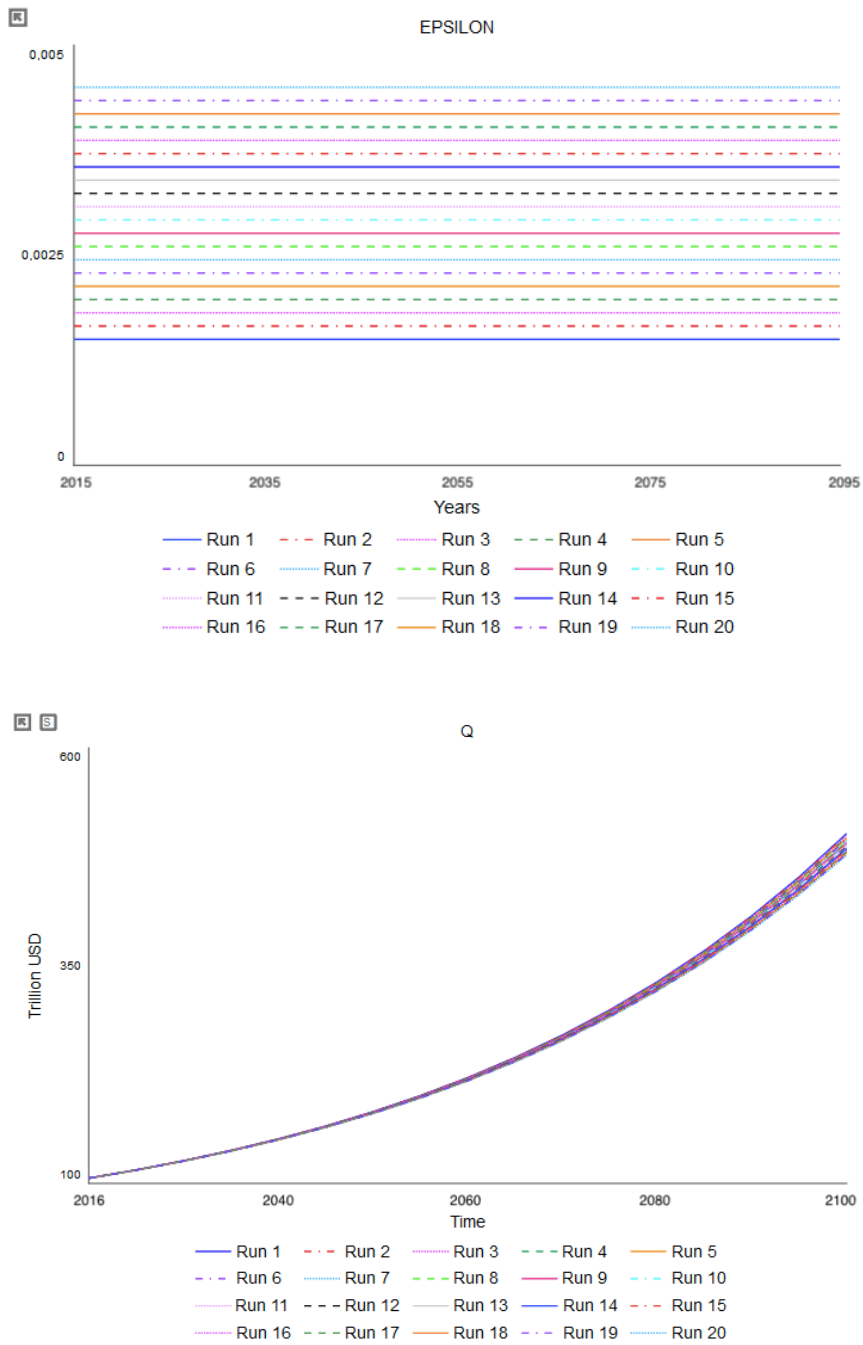 EPSILON
0,005
0,0025
0
2015 2035 2055 2075 2095
Years
Run 1 Run 2 Run 3 Run 4 Run 5
Run 6 Run 7 Run 8 Run 9 Run 10
Run 11 Run 12 Run 13 Run 14 Run 15
Run 16 Run 17 Run 18 Run 19 Run 20
S
Q
600
Trillion USD
350
100
2016 2040 2060 2080 2100
Time
Run 1 Run 2 Run 3 Run 4 Run 5
Run 6 Run 7 Run 8 Run 9 Run 10
Run 11 Run 12 Run 13 Run 14 Run 15
Run 16 Run 17 Run 18 Run 19 Run 20